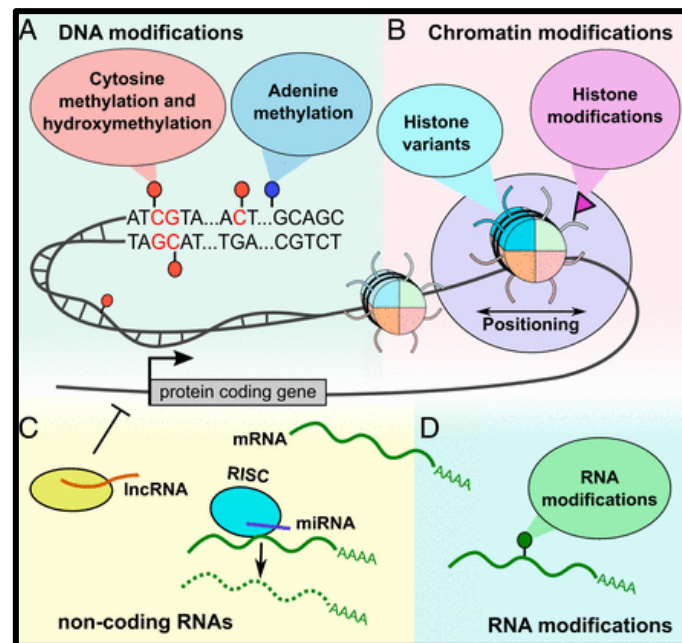 A DNA modifications
Cytosine
methylation and
hydroxymethylation
Adenine
methylation
ATCGTA...ACT...GCAGC
TAGCAT...TGA...CGTCT
B Chromatin modifications
Histone
variants
Histone
modifications
Positioning
protein coding gene
C
lncRNA
mRNA
AAAA
RISC
miRNA
AAAA
AAAA
non-coding RNAs
D
RNA
modifications
AAAA
RNA modifications